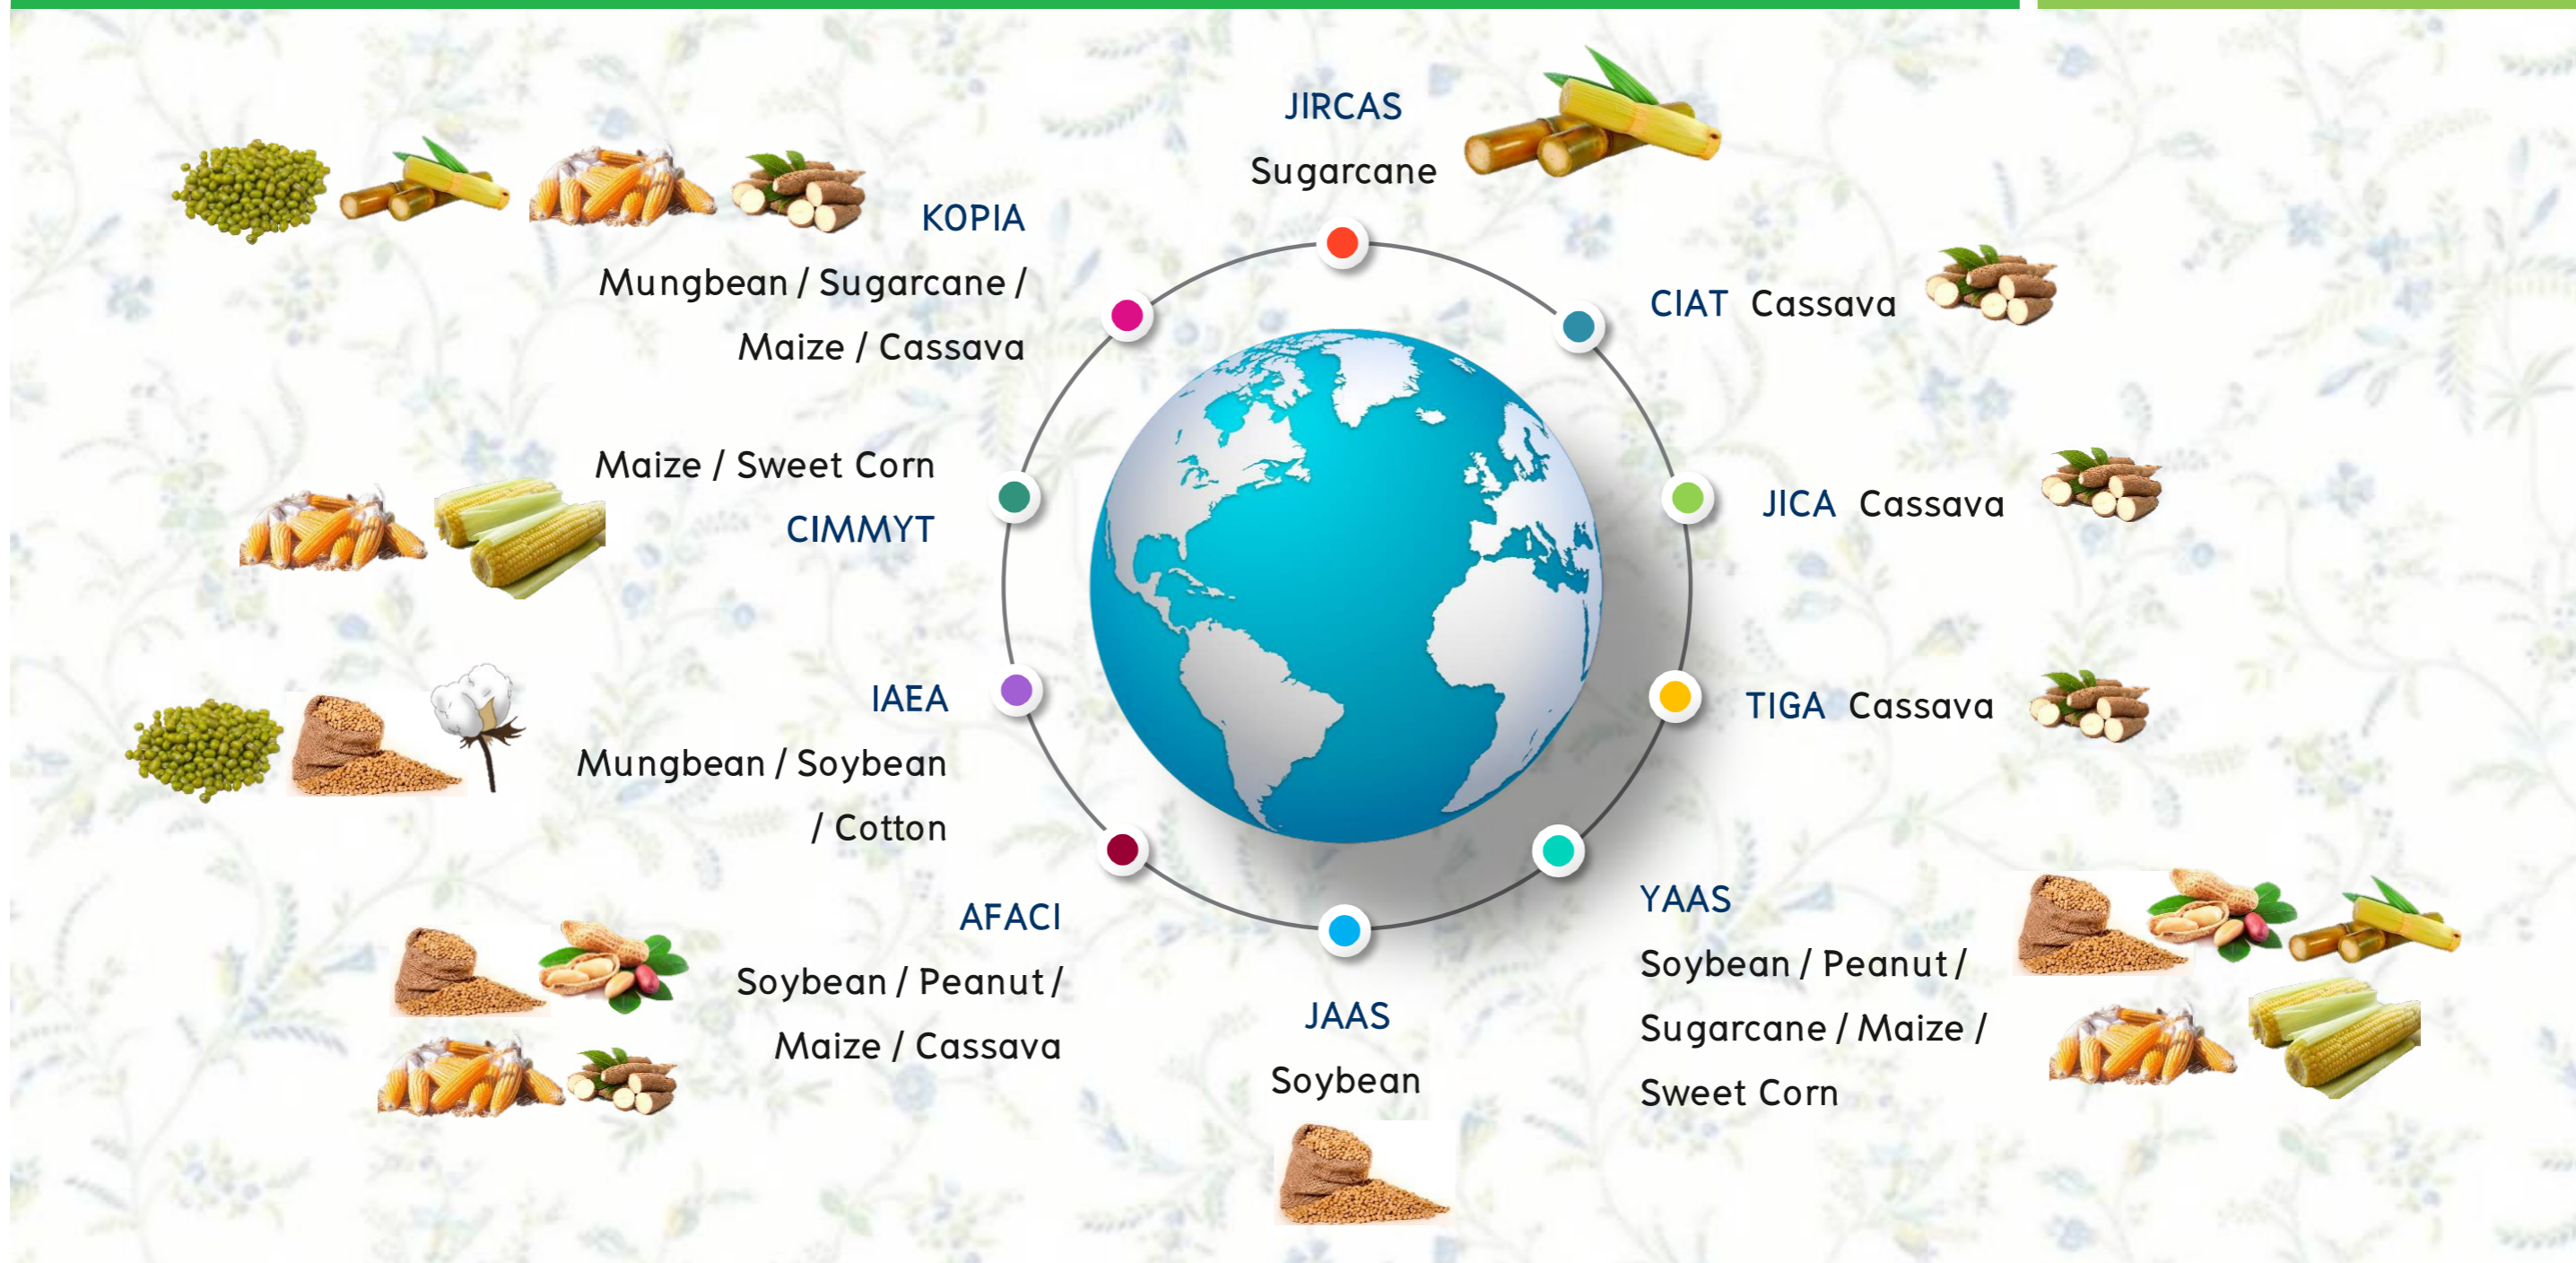 JIRCAS
Sugarcane
CIAT Cassava
JICA Cassava
TIGA Cassava
YAAS
Soybean / Peanut /
Sugarcane / Maize /
Sweet Corn
JAAS
Soybean
AFACI
Soybean / Peanut /
Maize / Cassava
IAEA
Mungbean / Soybean
/ Cotton
Maize / Sweet Corn
CIMMYT
KOPIA
Mungbean / Sugarcane /
Maize / Cassava